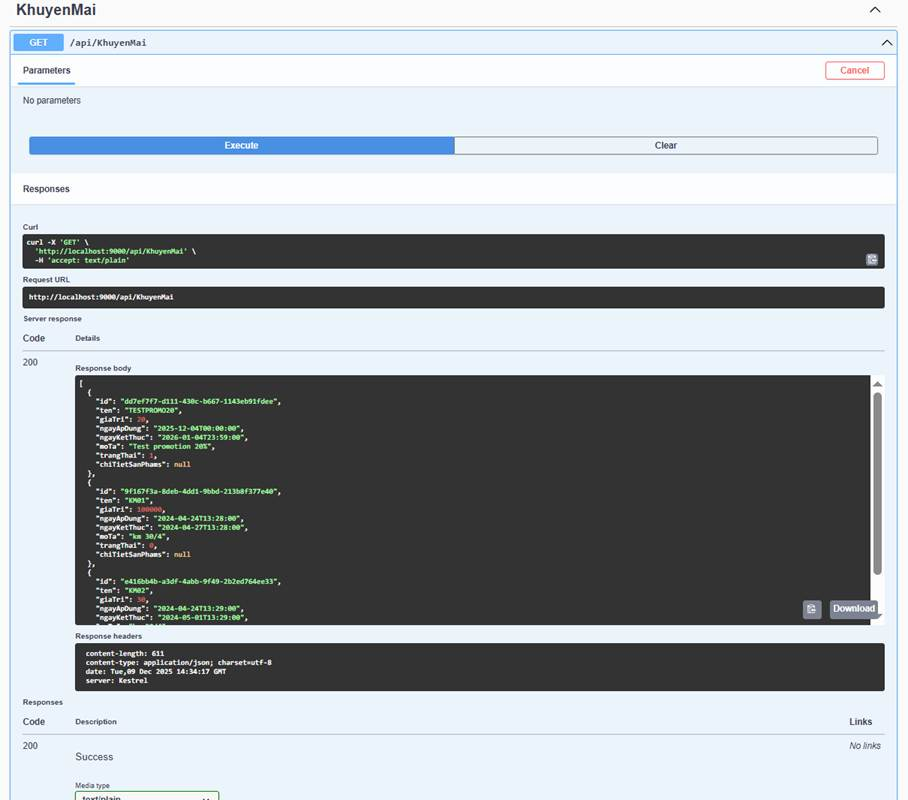 KhuyenMai
GET /api/KhuyenMai
Parameters
Cancel
No parameters
Execute
Clear
Responses
Curl
curl -X 'GET' \
'http://localhost:9000/api/KhuyenMai' \
-H 'accept: text/plain'
Request URL
http://localhost:9000/api/KhuyenMai
Server response
Code Details
200
Response body
[
{
"id": "dd7ef7f7-d111-430c-b667-1143eb91fdee",
"ten": "TESTPROMO20",
"giaTri": 20,
"ngayApDung": "2025-12-04T00:00:00",
"ngayKetThuc": "2026-01-04T23:59:00",
"moTa": "Test promotion 20%",
"trangThai": 1,
"chiTietSanPhams": null
},
{
"id": "9f167f3a-8deb-4dd1-9bbd-213b8f377e40",
"ten": "KM01",
"giaTri": 100000,
"ngayApDung": "2024-04-24T13:28:00",
"ngayKetThuc": "2024-04-27T13:28:00",
"moTa": "km 30/4",
"trangThai": 0,
"chiTietSanPhams": null
},
{
"id": "e416bb4b-a3df-4abb-9f49-2b2ed764ee33",
"ten": "KM02",
"giaTri": 30,
"ngayApDung": "2024-04-24T13:29:00",
"ngayKetThuc": "2024-05-01T13:29:00",
Download
Response headers
content-length: 611
content-type: application/json; charset=utf-8
date: Tue,09 Dec 2025 14:34:17 GMT
server: Kestrel
Responses
Code Description Links
200
No links
Success
Media type
text/plain